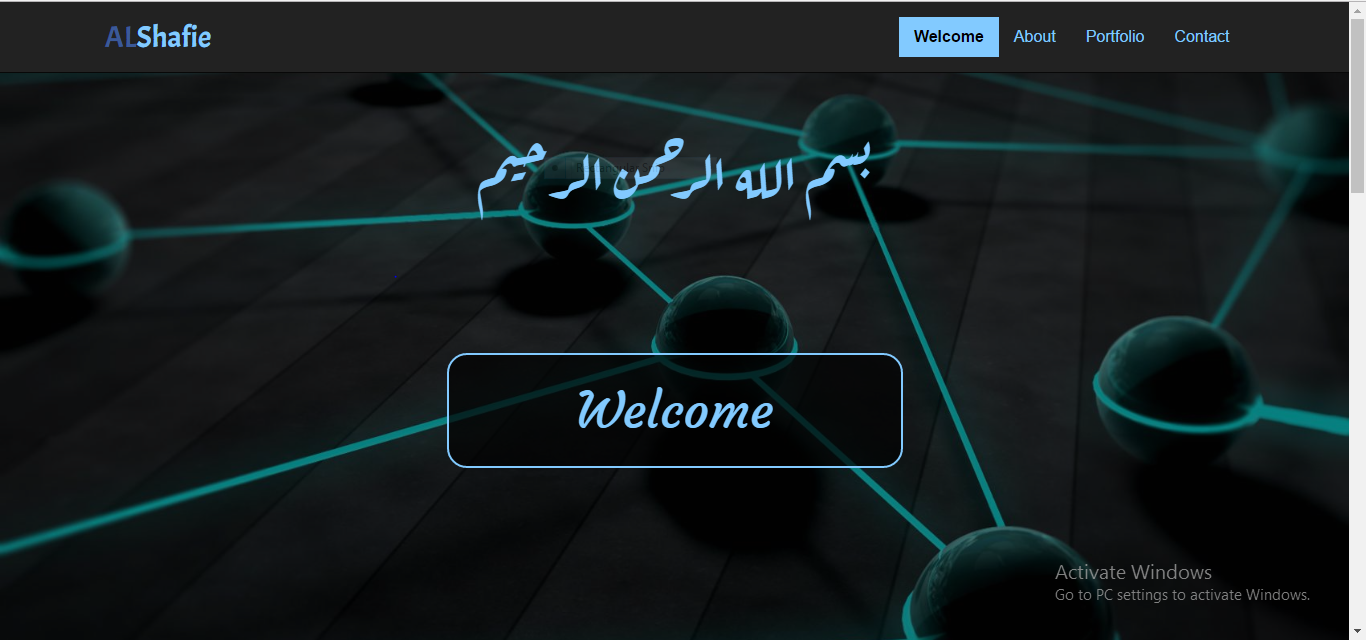 ALShafie
Welcome About Portfolio Contact
بسم الله الرحمن الرحيم
Welcome
Activate Windows
Go to PC settings to activate Windows.